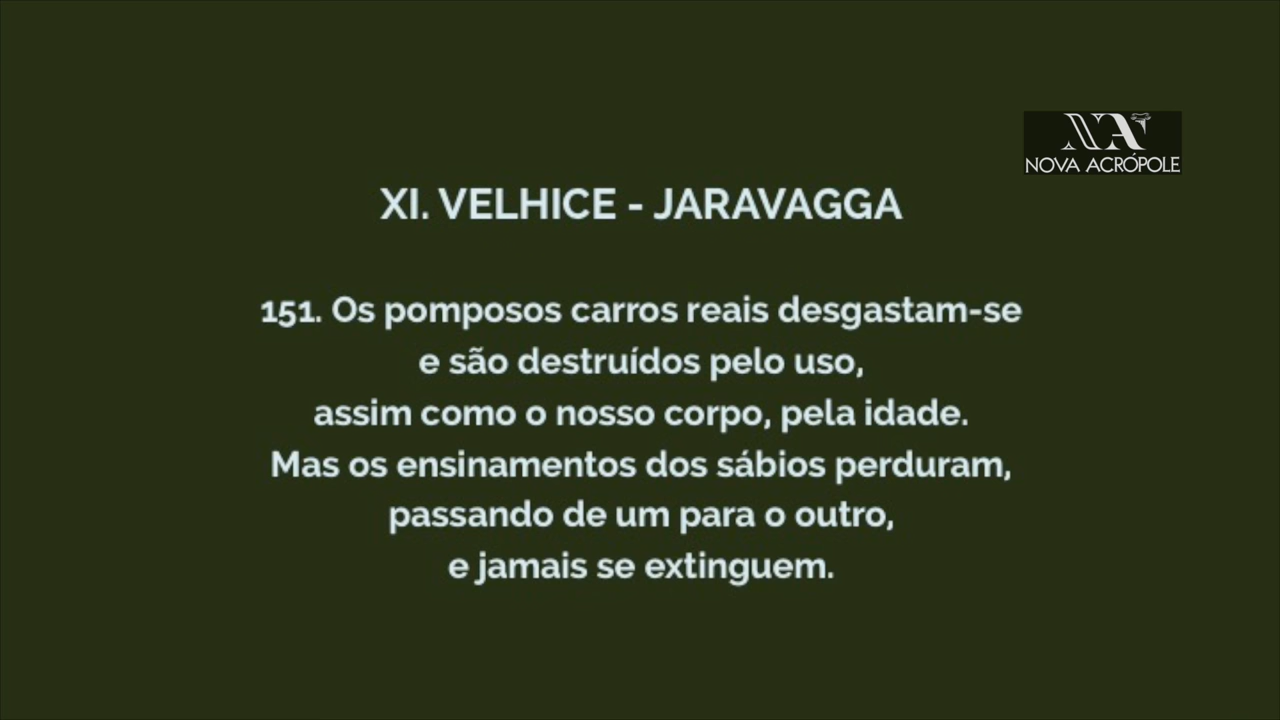 NOVA ACRÓPOLE
XI. VELHICE - JARAVAGGA
151. Os pomposos carros reais desgastam-se
e são destruídos pelo uso,
assim como o nosso corpo, pela idade.
Mas os ensinamentos dos sábios perduram,
passando de um para o outro,
e jamais se extinguem.